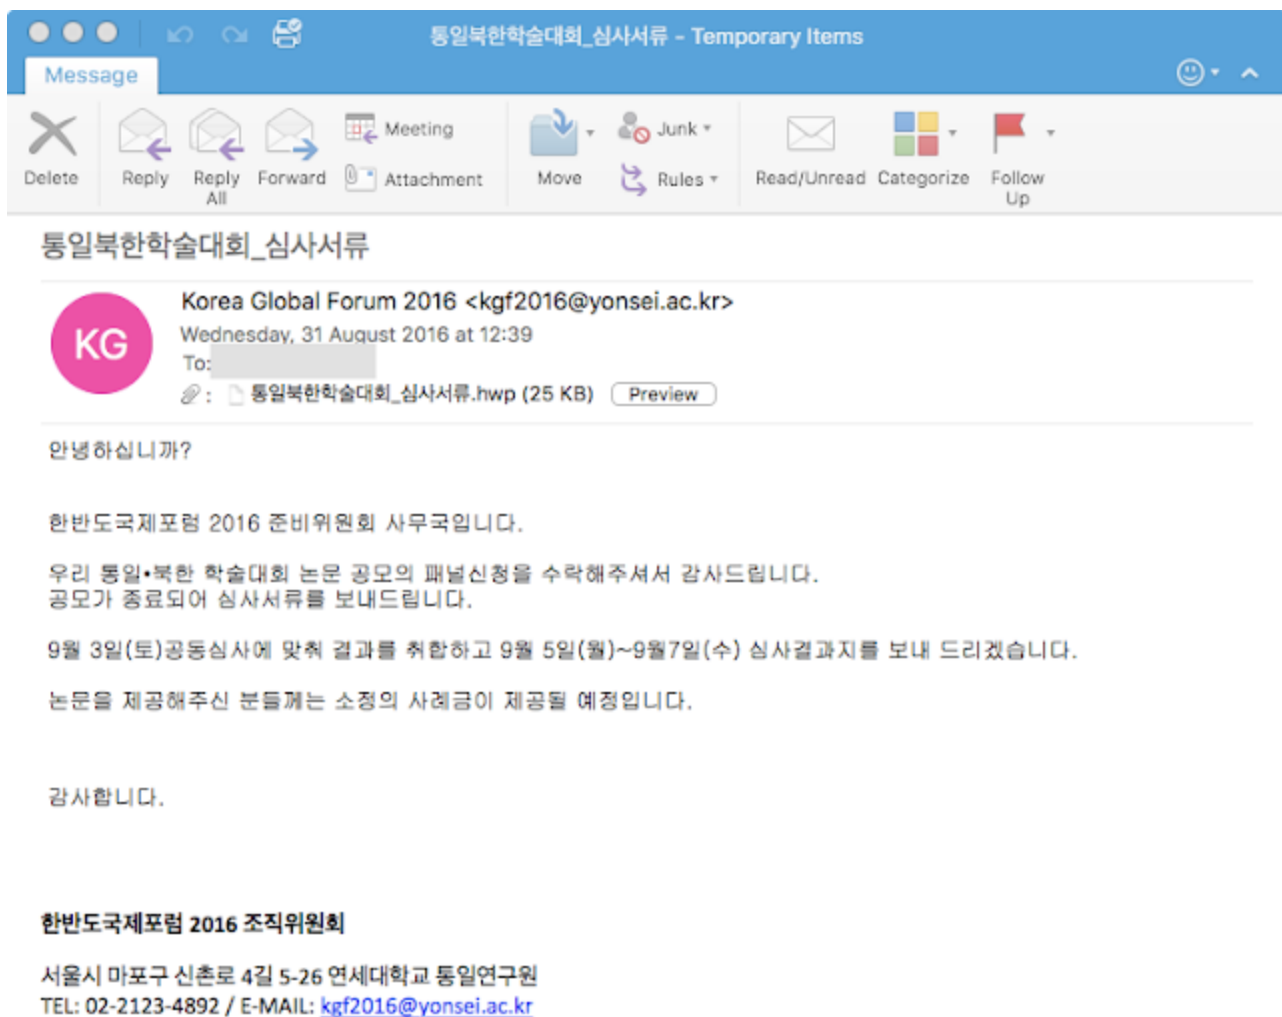 통일북한학술대회_심사서류 - Temporary Items
Message
Delete
Reply
Reply All
Forward
Meeting
Attachment
Move
Junk
Rules
Read/Unread
Categorize
Follow Up
통일북한학술대회_심사서류
KG
Korea Global Forum 2016 <kgf2016@yonsei.ac.kr>
Wednesday, 31 August 2016 at 12:39
To:
: 통일북한학술대회_심사서류.hwp (25 KB) Preview
안녕하십니까?
한반도국제포럼 2016 준비위원회 사무국입니다.
우리 통일•북한 학술대회 논문 공모의 패널신청을 수락해주셔서 감사드립니다.
공모가 종료되어 심사서류를 보내드립니다.
9월 3일(토)공동심사에 맞춰 결과를 취합하고 9월 5일(월)~9월7일(수) 심사결과지를 보내 드리겠습니다.
논문을 제공해주신 분들께는 소정의 사례금이 제공될 예정입니다.
감사합니다.
한반도국제포럼 2016 조직위원회
서울시 마포구 신촌로 4길 5-26 연세대학교 통일연구원
TEL: 02-2123-4892 / E-MAIL: kgf2016@yonsei.ac.kr